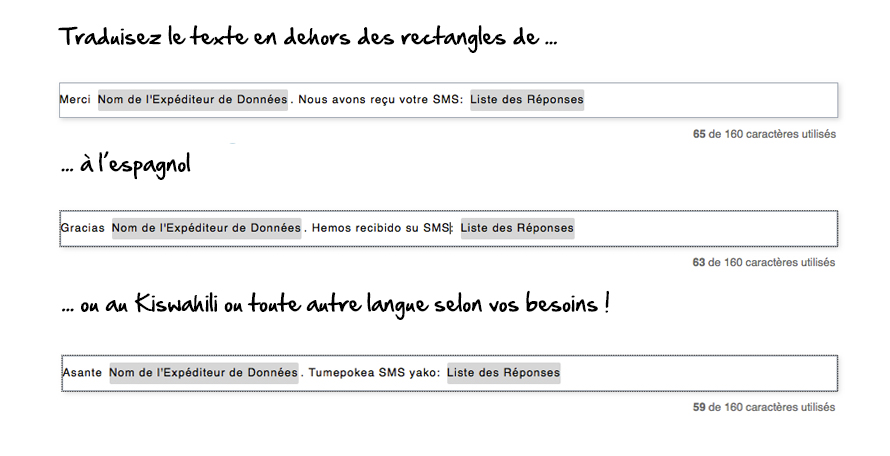 Traduisez le texte en dehors des rectangles de ...
Merci Nom de l'Expéditeur de Données . Nous avons reçu votre SMS: Liste des Réponses
65 de 160 caractères utilisés
... à l'espagnol
Gracias Nom de l'Expéditeur de Données . Hemos recibido su SMS: Liste des Réponses
63 de 160 caractères utilisés
... ou au Kiswahili ou toute autre langue selon vos besoins !
Asante Nom de l'Expéditeur de Données . Tumepokea SMS yako: Liste des Réponses
59 de 160 caractères utilisés